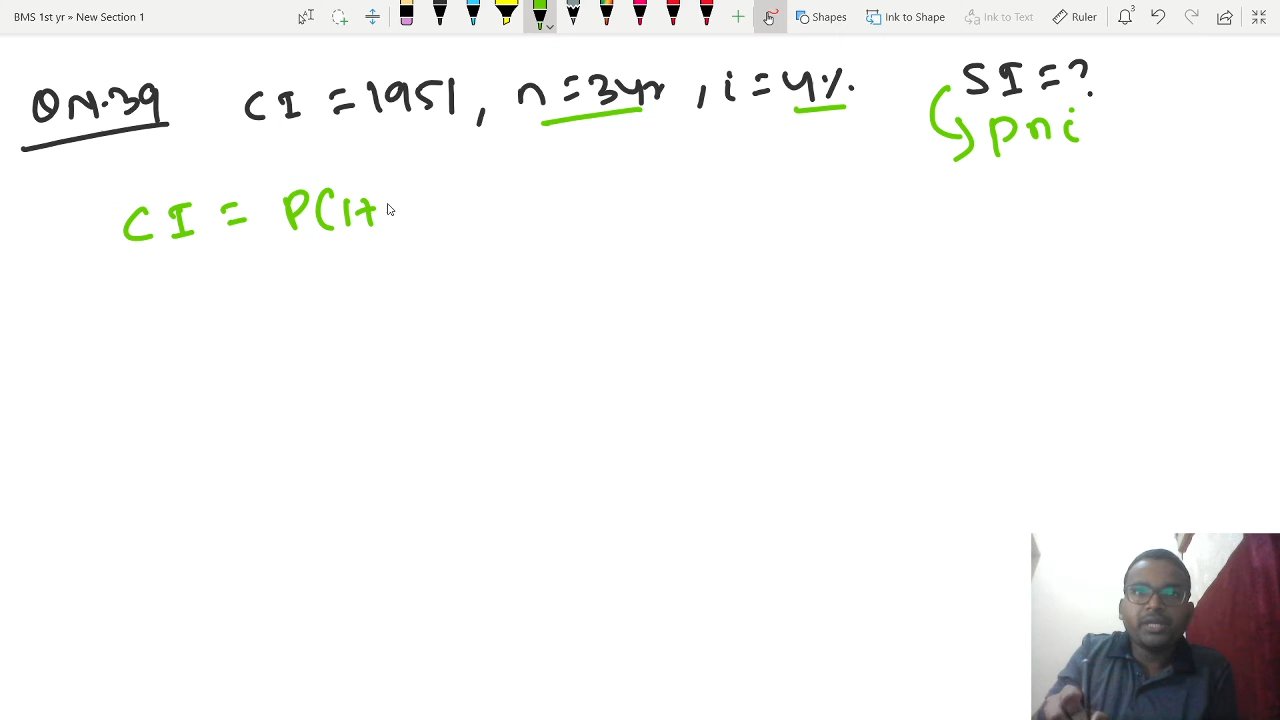 BMS 1st yr » New Section 1
Shapes
Ink to Shape
Ink to Text
Ruler
3
QN.39 CI = 1951, n = 3yr, i = 4% SI = ?
pni
CI = P(1+